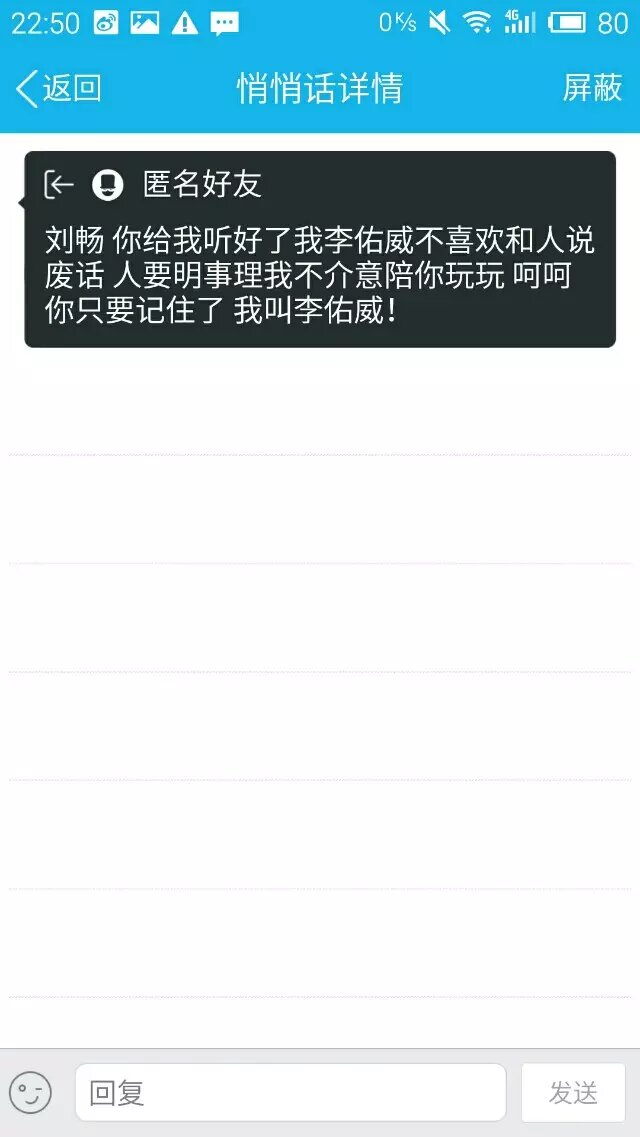 22:50 0K/s 4G 80
返回 悄悄话详情 屏蔽
匿名好友
刘畅 你给我听好了我李佑威不喜欢和人说
废话 人要明事理我不介意陪你玩玩 呵呵
你只要记住了 我叫李佑威！
回复 发送